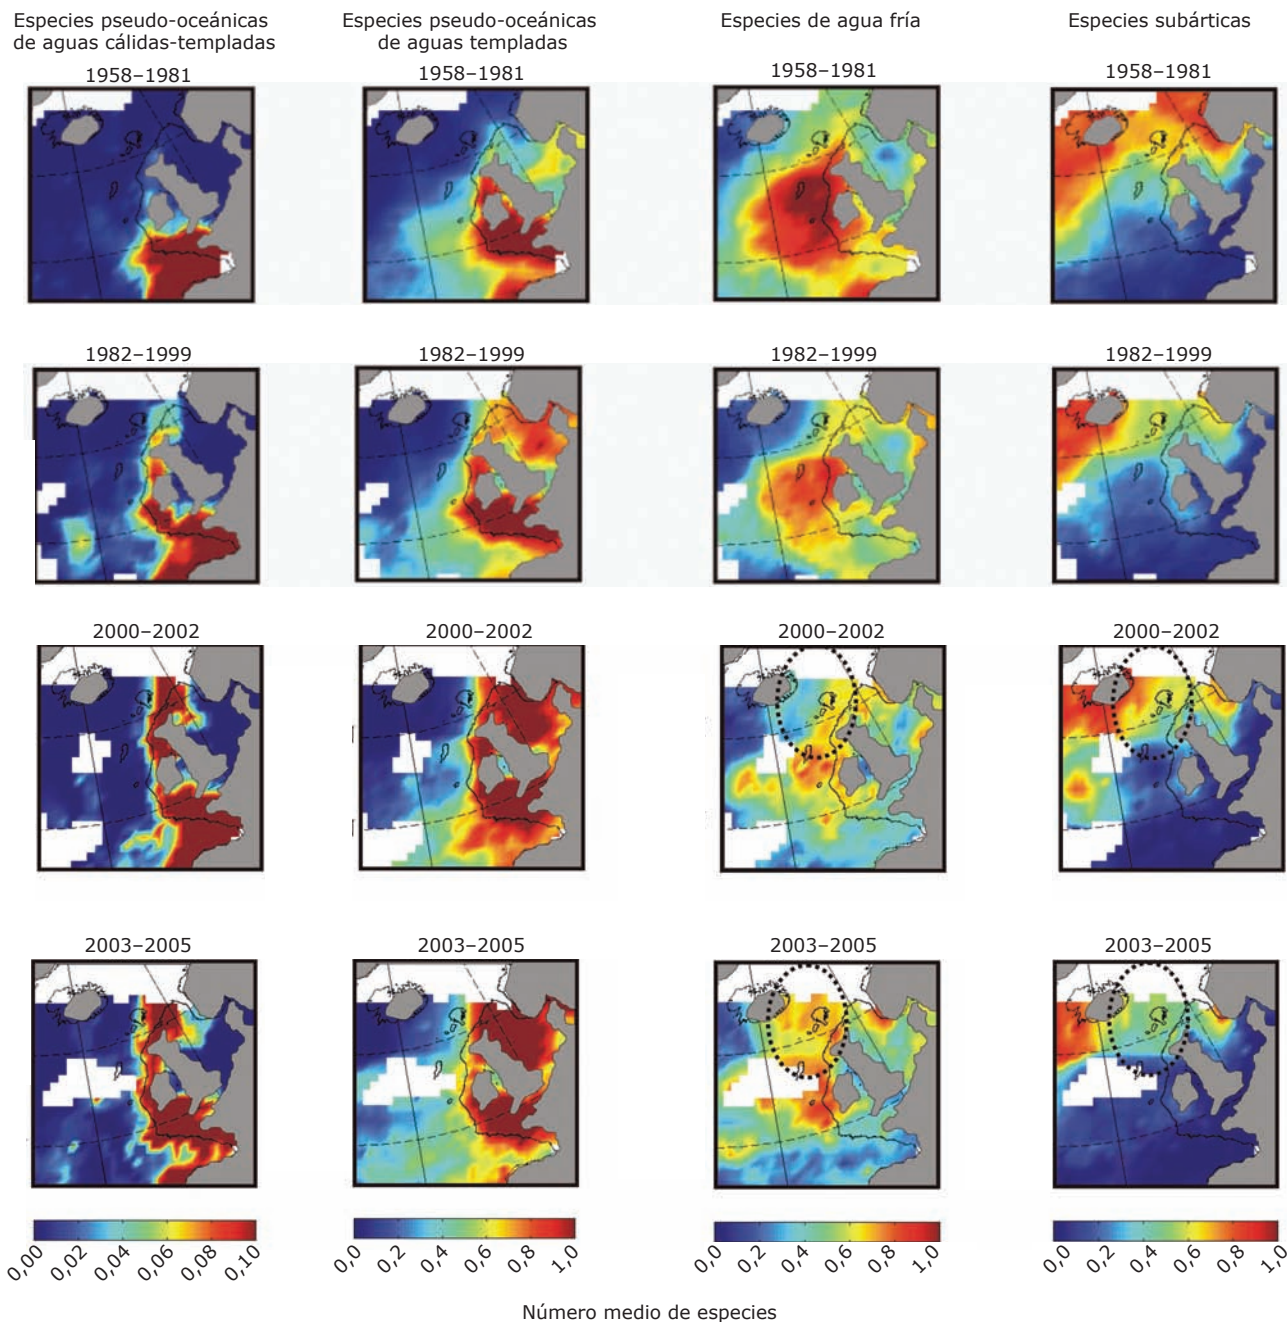 Especies pseudo-oceánicas
de aguas cálidas-templadas
Especies pseudo-oceánicas
de aguas templadas
Especies de agua fría
Especies subárticas
1958–1981
1958–1981
1958–1981
1958–1981
1982–1999
1982–1999
1982–1999
1982–1999
2000–2002
2000–2002
2000–2002
2000–2002
2003–2005
2003–2005
2003–2005
2003–2005
0,00 0,02 0,04 0,06 0,08 0,10
0,0 0,2 0,4 0,6 0,8 1,0
0,0 0,2 0,4 0,6 0,8 1,0
0,0 0,2 0,4 0,6 0,8 1,0
Número medio de especies